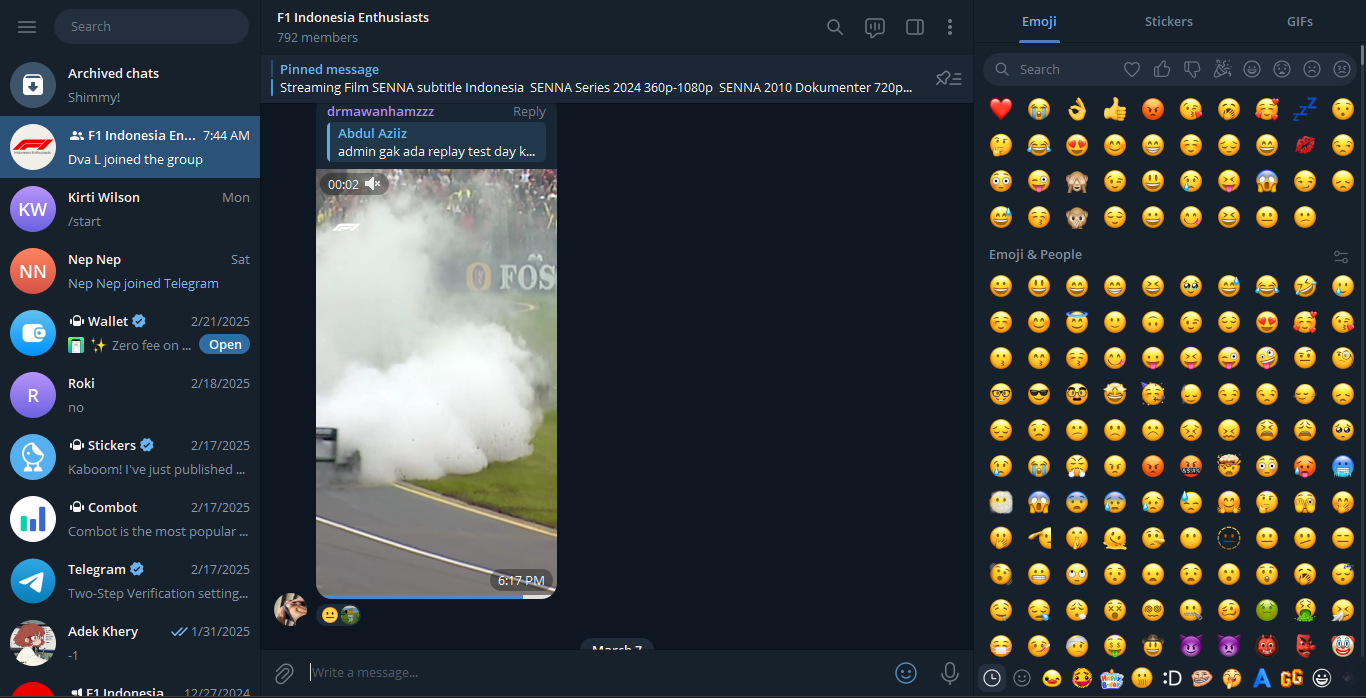 Search
Archived chats
Shimmy!
F1 Indonesia En... 7:44 AM
Dva L joined the group
KW
Kirti Wilson Mon
/start
NN
Nep Nep Sat
Nep Nep joined Telegram
Wallet 2/21/2025
Zero fee on ... Open
R
Roki 2/18/2025
no
Stickers 2/17/2025
Kaboom! I've just published ...
Combot 2/17/2025
Combot is the most popular ...
Telegram 2/17/2025
Two-Step Verification setting...
Adek Khery 1/31/2025
-1
F1 Indonesia 12/27/2024
F1 Indonesia Enthusiasts
792 members
Pinned message
Streaming Film SENNA subtitle Indonesia SENNA Series 2024 360p-1080p SENNA 2010 Dokumenter 720p...
drmawanhamzzz Reply
Abdul Aziiz
admin gak ada replay test day k...
00:02
FOS
6:17 PM
March 7
Write a message...
Emoji Stickers GIFs
Search
Emoji & People
:D
A
GG